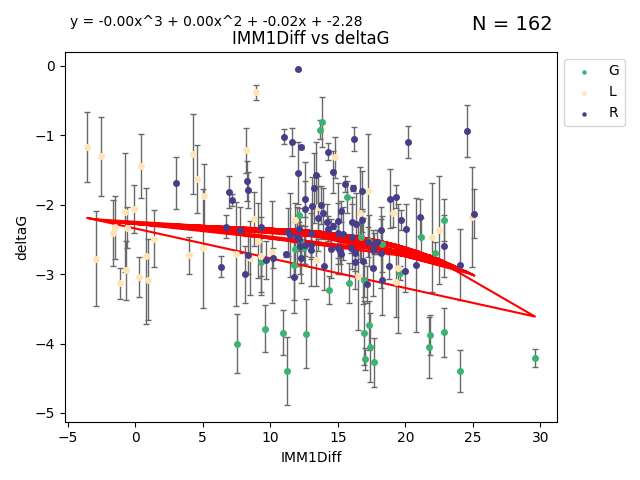 y = -0.00x^3 + 0.00x^2 + -0.02x + -2.28
N = 162
IMM1Diff vs deltaG
G
L
R
deltaG
0
−1
−2
−3
−4
−5
−5 0 5 10 15 20 25 30
IMM1Diff